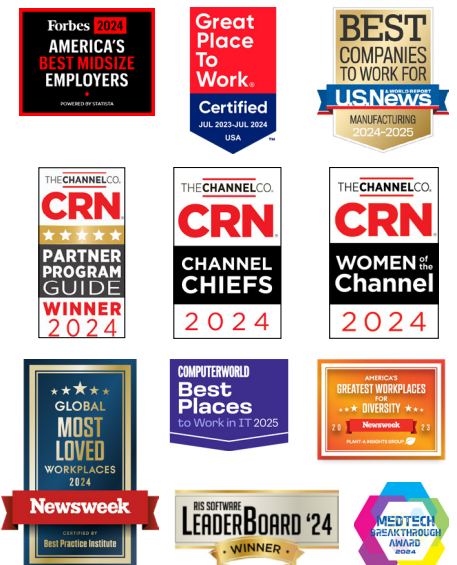 Forbes 2024
AMERICA'S
BEST MIDSIZE
EMPLOYERS
POWERED BY STATISTA
Great
Place
To
Work®
Certified
JUL 2023-JUL 2024
USA
™
BEST
COMPANIES
TO WORK FOR
U.S.News
& WORLD REPORT
MANUFACTURING
2024-2025
THECHANNELCO.
CRN®
PARTNER
PROGRAM
GUIDE
WINNER
2024
THECHANNELCO.
CRN®
CHANNEL
CHIEFS
2024
THECHANNELCO.
CRN®
WOMEN of the
Channel
2024
GLOBAL
MOST
LOVED
WORKPLACES
2024
Newsweek
CERTIFIED BY
Best Practice Institute
COMPUTERWORLD
Best
Places
to Work in IT 2025
AMERICA'S
GREATEST WORKPLACES
FOR
DIVERSITY
20 Newsweek 23
PLANT-A INSIGHTS GROUP
RIS SOFTWARE
LEADERBOARD '24
WINNER
MEDTECH
BREAKTHROUGH
AWARD
2024